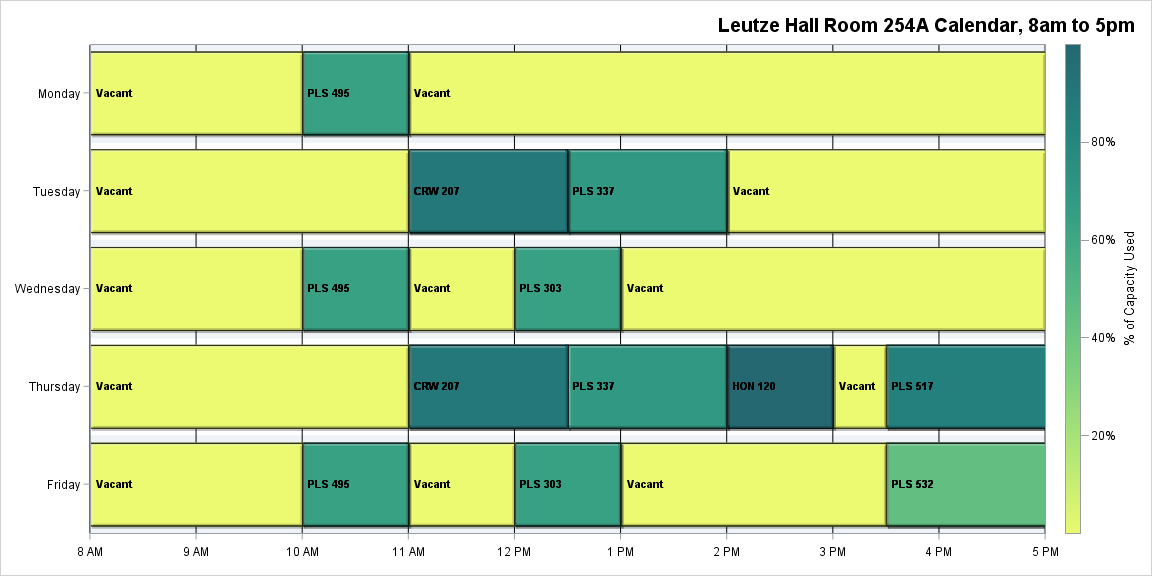 Leutze Hall Room 254A Calendar, 8am to 5pm
Monday
Vacant
PLS 495
Vacant
Tuesday
Vacant
CRW 207
PLS 337
Vacant
Wednesday
Vacant
PLS 495
Vacant
PLS 303
Vacant
Thursday
Vacant
CRW 207
PLS 337
HON 120
Vacant
PLS 517
Friday
Vacant
PLS 495
Vacant
PLS 303
Vacant
PLS 532
8 AM
9 AM
10 AM
11 AM
12 PM
1 PM
2 PM
3 PM
4 PM
5 PM
80%
60%
40%
20%
% of Capacity Used